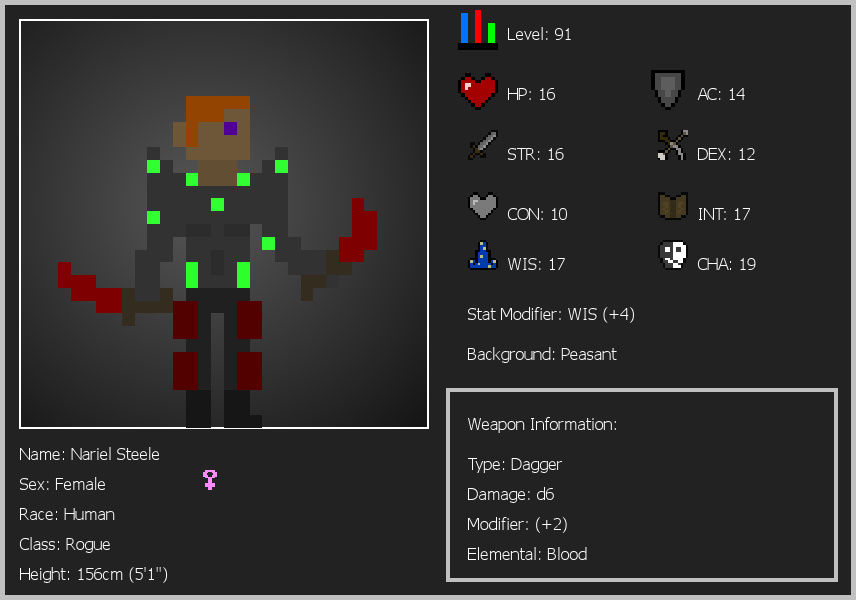 Level: 91
HP: 16
AC: 14
STR: 16
DEX: 12
CON: 10
INT: 17
WIS: 17
CHA: 19
Stat Modifier: WIS (+4)
Background: Peasant
Weapon Information:
Type: Dagger
Damage: d6
Modifier: (+2)
Elemental: Blood
Name: Nariel Steele
Sex: Female
Race: Human
Class: Rogue
Height: 156cm (5'1")